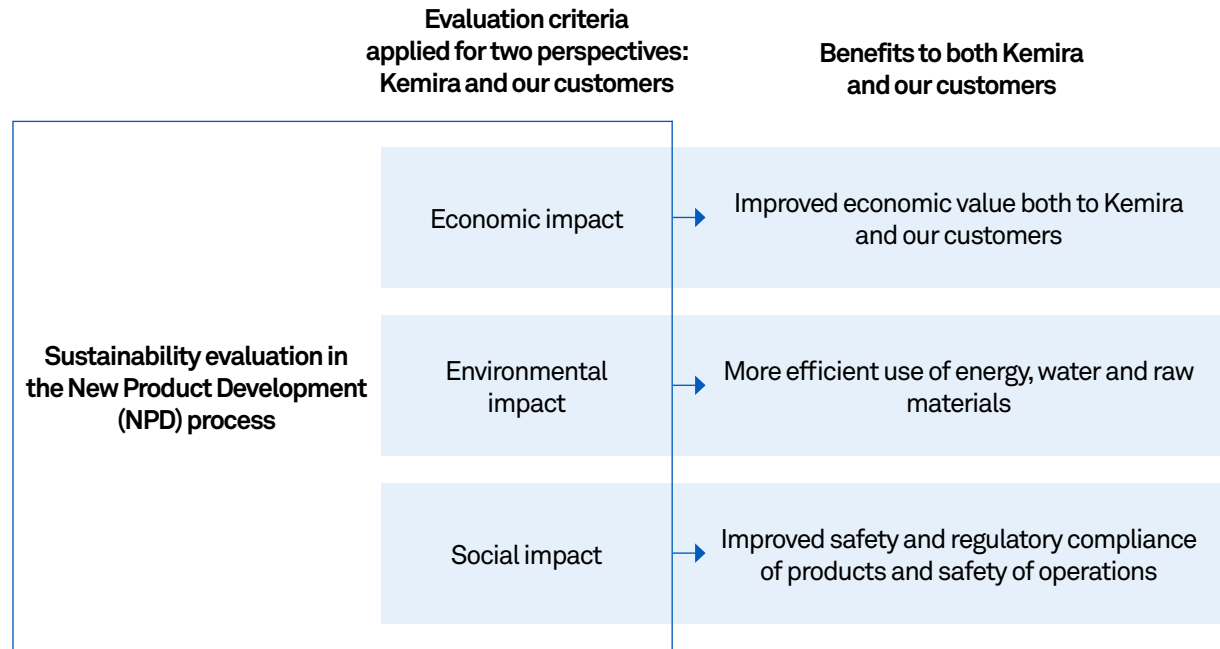 Evaluation criteria
applied for two perspectives:
Kemira and our customers
Benefits to both Kemira
and our customers
Sustainability evaluation in
the New Product Development
(NPD) process
Economic impact
Improved economic value both to Kemira
and our customers
Environmental
impact
More efficient use of energy, water and raw
materials
Social impact
Improved safety and regulatory compliance
of products and safety of operations